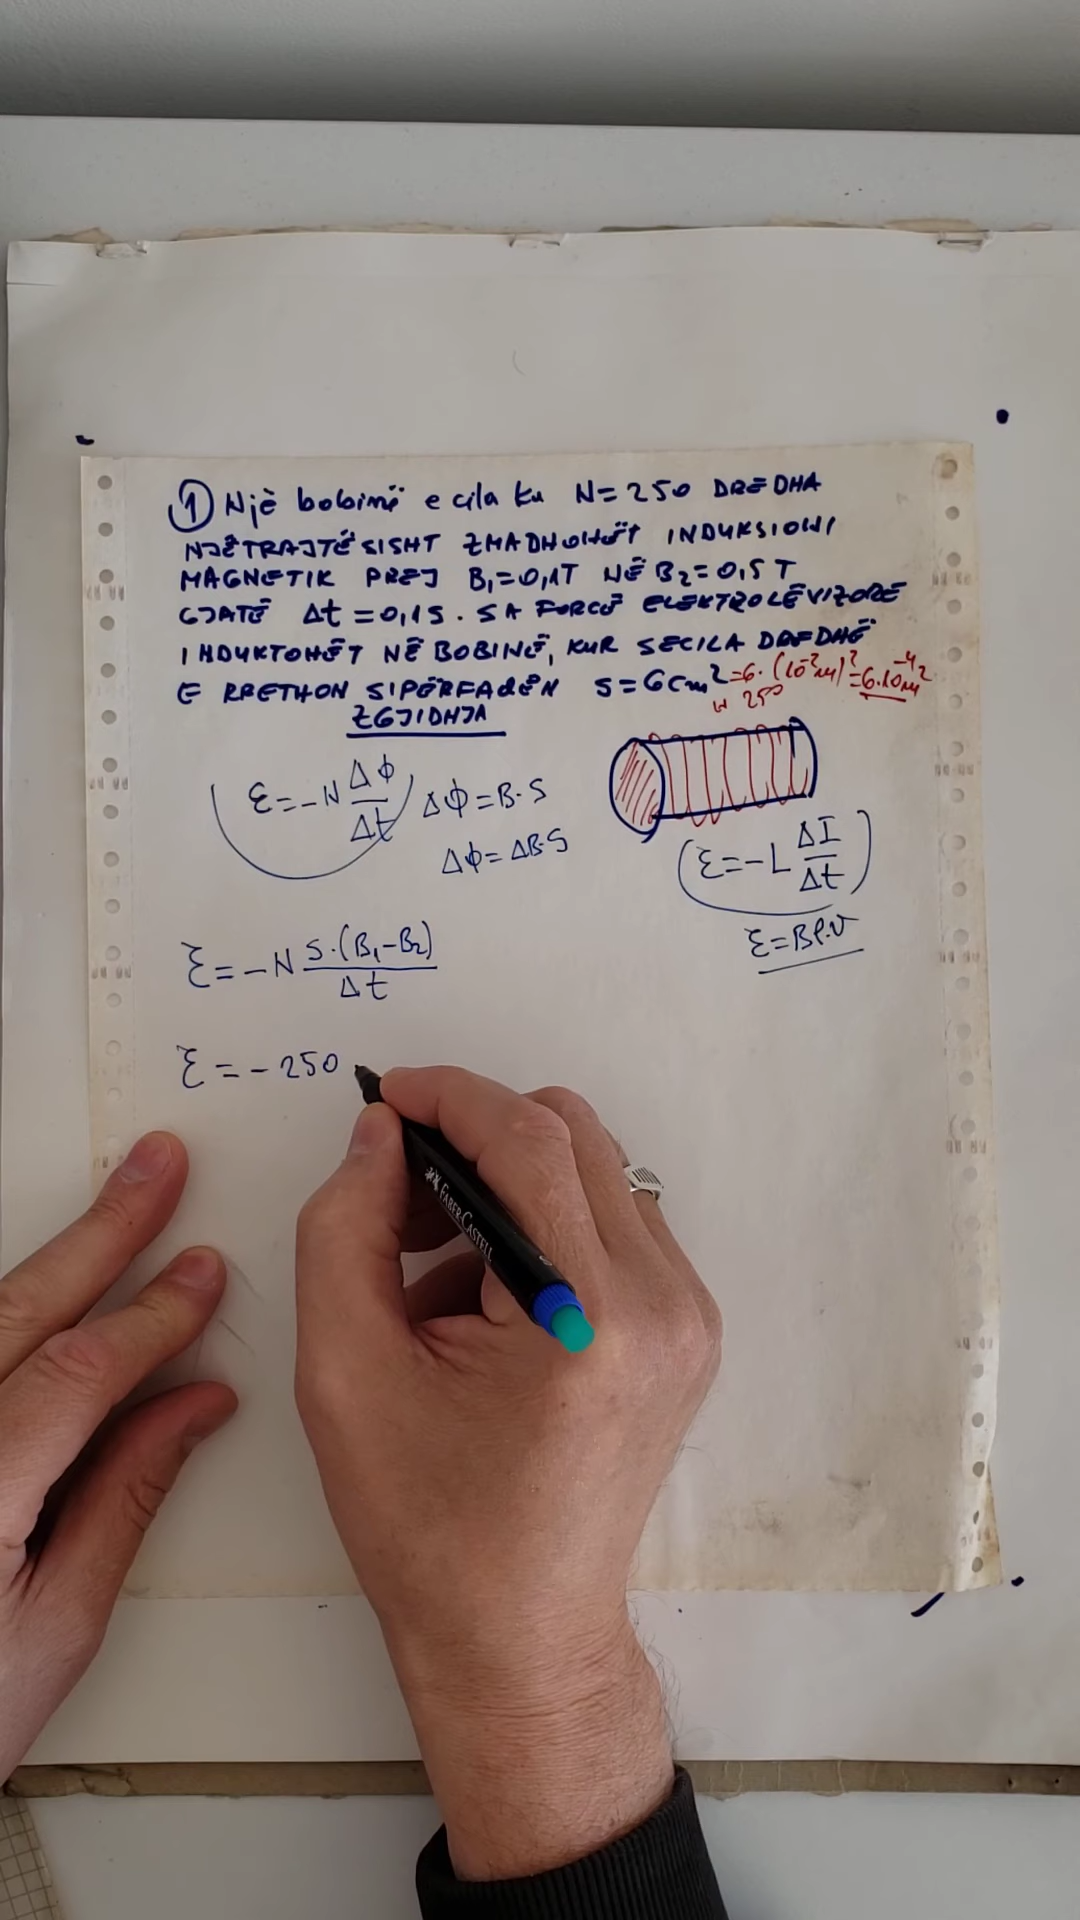 ① Një bobinë e cila ka N=250 DREDHA
NJËTRAJTËSISHT ZMADHOHËT INDUKSIONI
MAGNETIK PREJ B₁=0,1T NË B₂=0,5T
GJATË Δt=0,1S. SA FORCË ELEKTROLËVIZORE
INDUKTOHËT NË BOBINË, KUR SECILA DREDHË
E RRETHON SIPËRFAQËN S=6cm²=6·(10⁻²m)²=6·10⁻⁴m²
N 250
ZGJIDHJA
ε=-N ΔΦ/Δt ΔΦ=B·S
ΔΦ=ΔB·S
ε=-L ΔI/Δt
ε=Bl·v
ε=-N S·(B₁-B₂)/Δt
ε=-250
FABER-CASTELL